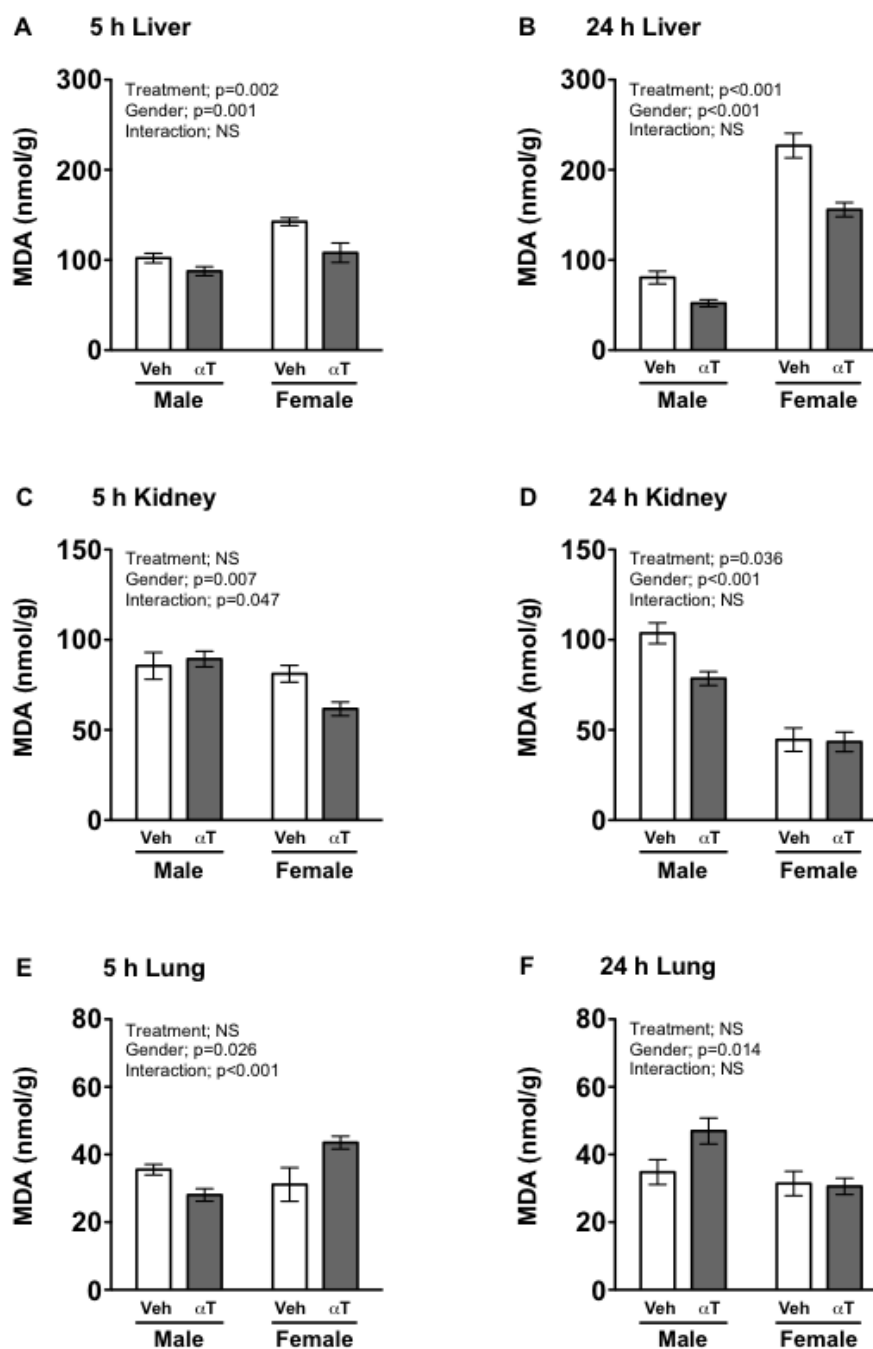 A 5 h Liver
300
200
100
0
MDA (nmol/g)
Treatment; p=0.002
Gender; p=0.001
Interaction; NS
Veh αT Veh αT
Male Female
B 24 h Liver
300
200
100
0
MDA (nmol/g)
Treatment; p<0.001
Gender; p<0.001
Interaction; NS
Veh αT Veh αT
Male Female
C 5 h Kidney
150
100
50
0
MDA (nmol/g)
Treatment; NS
Gender; p=0.007
Interaction; p=0.047
Veh αT Veh αT
Male Female
D 24 h Kidney
150
100
50
0
MDA (nmol/g)
Treatment; p=0.036
Gender; p<0.001
Interaction; NS
Veh αT Veh αT
Male Female
E 5 h Lung
80
60
40
20
0
MDA (nmol/g)
Treatment; NS
Gender; p=0.026
Interaction; p<0.001
Veh αT Veh αT
Male Female
F 24 h Lung
80
60
40
20
0
MDA (nmol/g)
Treatment; NS
Gender; p=0.014
Interaction; NS
Veh αT Veh αT
Male Female